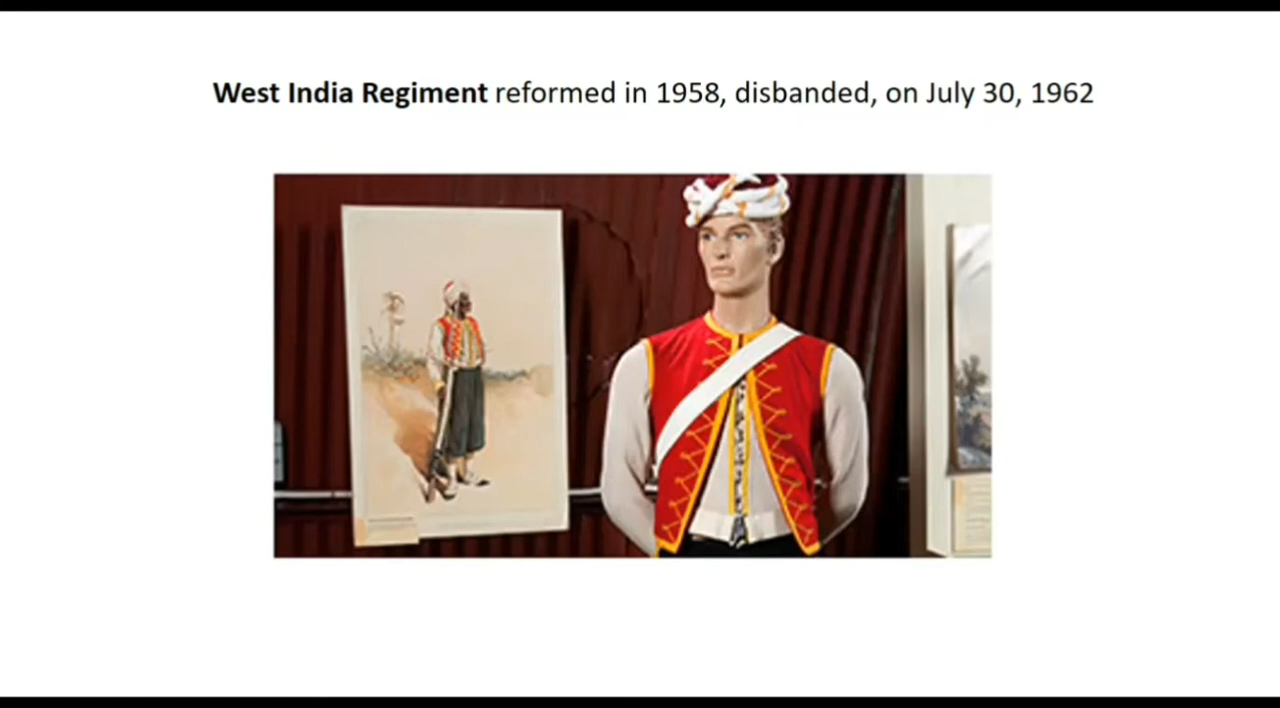 West India Regiment reformed in 1958, disbanded, on July 30, 1962